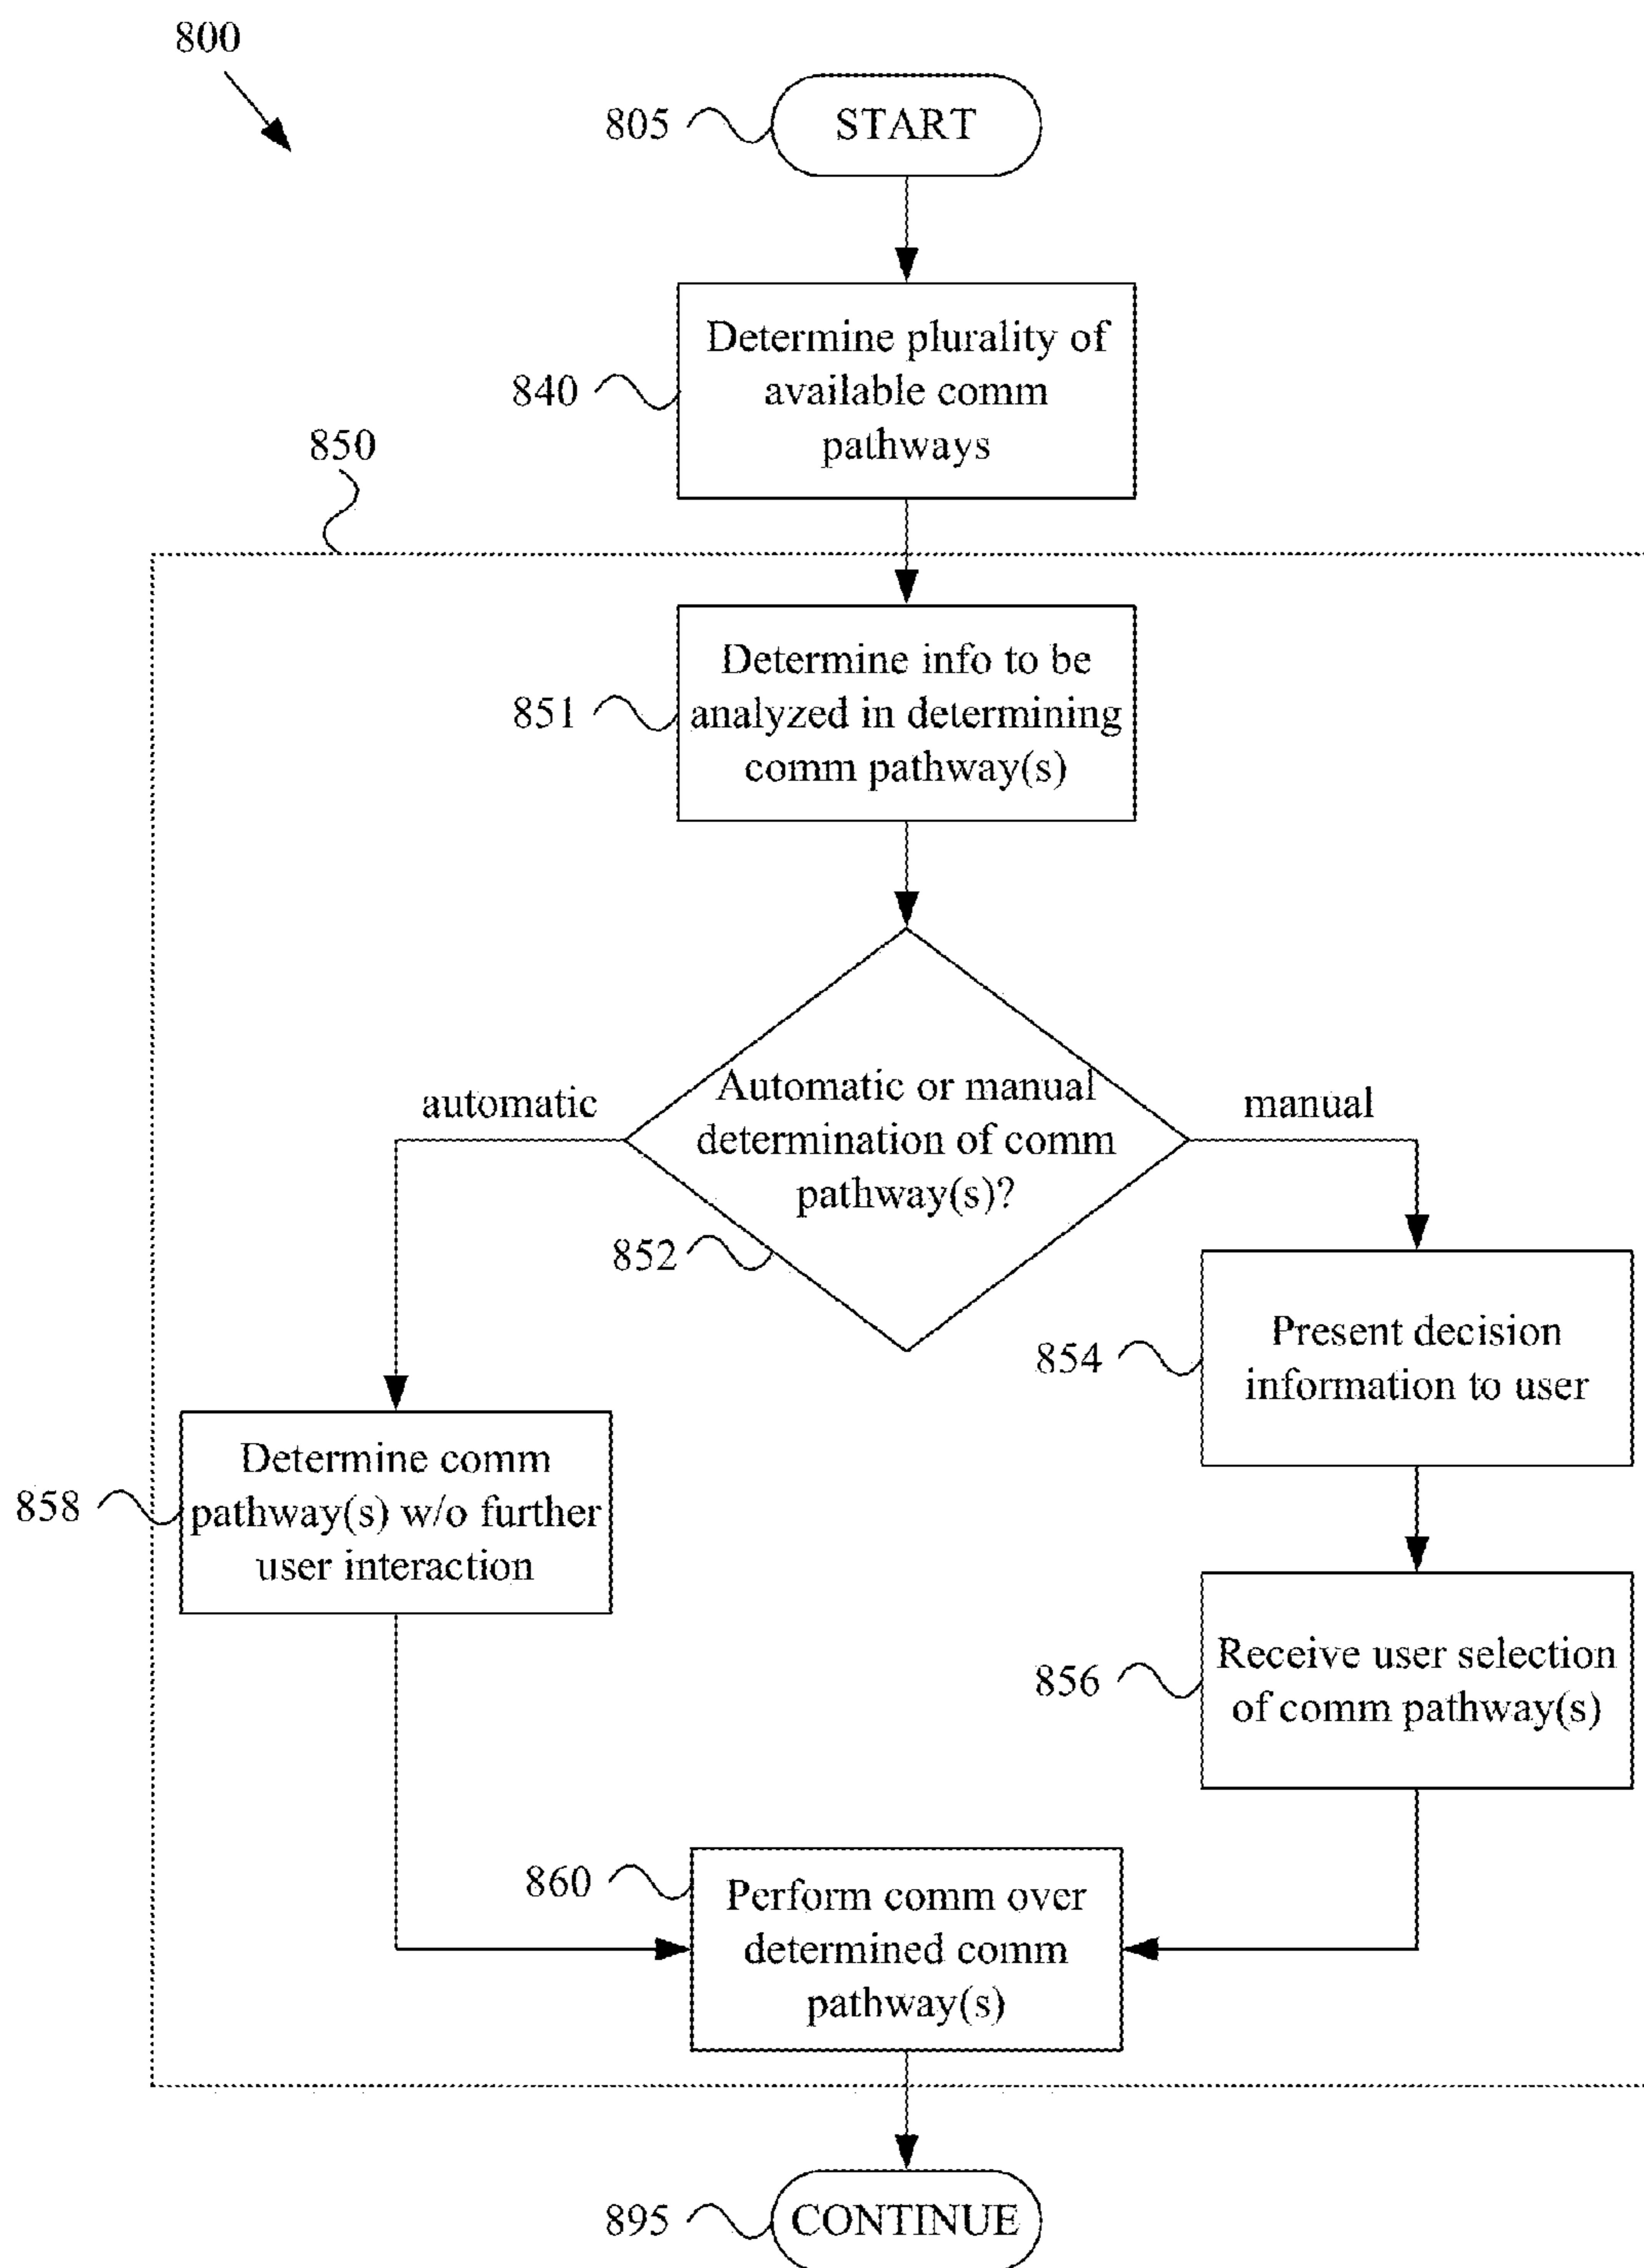 800
805
START
840
Determine plurality of
available comm
pathways
850
851
Determine info to be
analyzed in determining
comm pathway(s)
automatic
Automatic or manual
determination of comm
pathway(s)?
manual
852
854
Present decision
information to user
858
Determine comm
pathway(s) w/o further
user interaction
856
Receive user selection
of comm pathway(s)
860
Perform comm over
determined comm
pathway(s)
895
CONTINUE